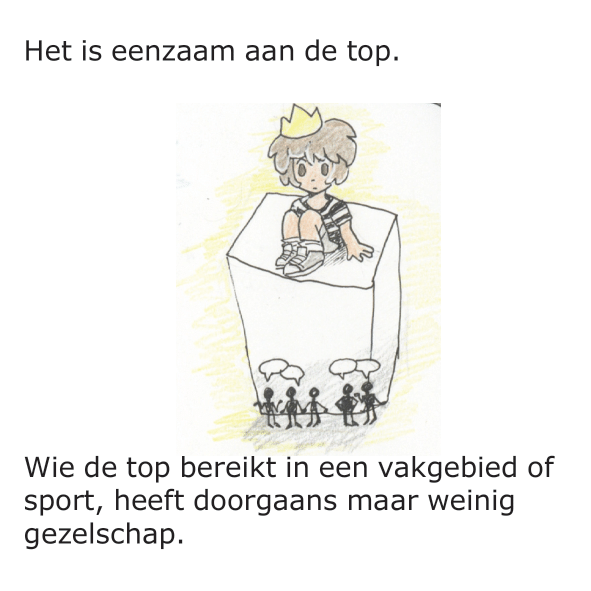 Het is eenzaam aan de top.
Wie de top bereikt in een vakgebied of
sport, heeft doorgaans maar weinig
gezelschap.